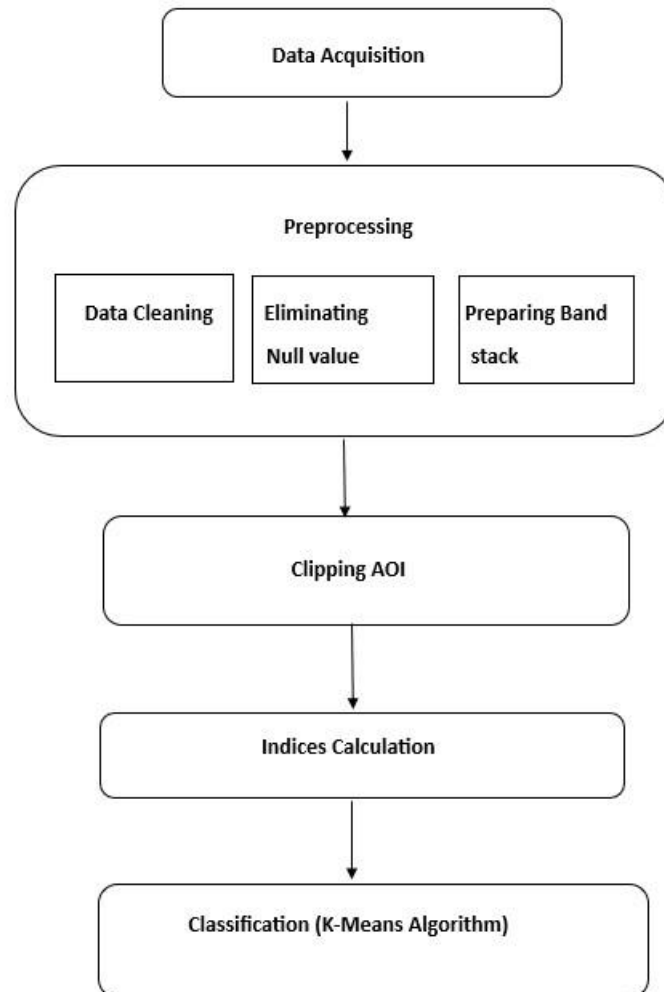 Data Acquisition
Preprocessing
Data Cleaning
Eliminating
Null value
Preparing Band
stack
Clipping AOI
Indices Calculation
Classification (K-Means Algorithm)